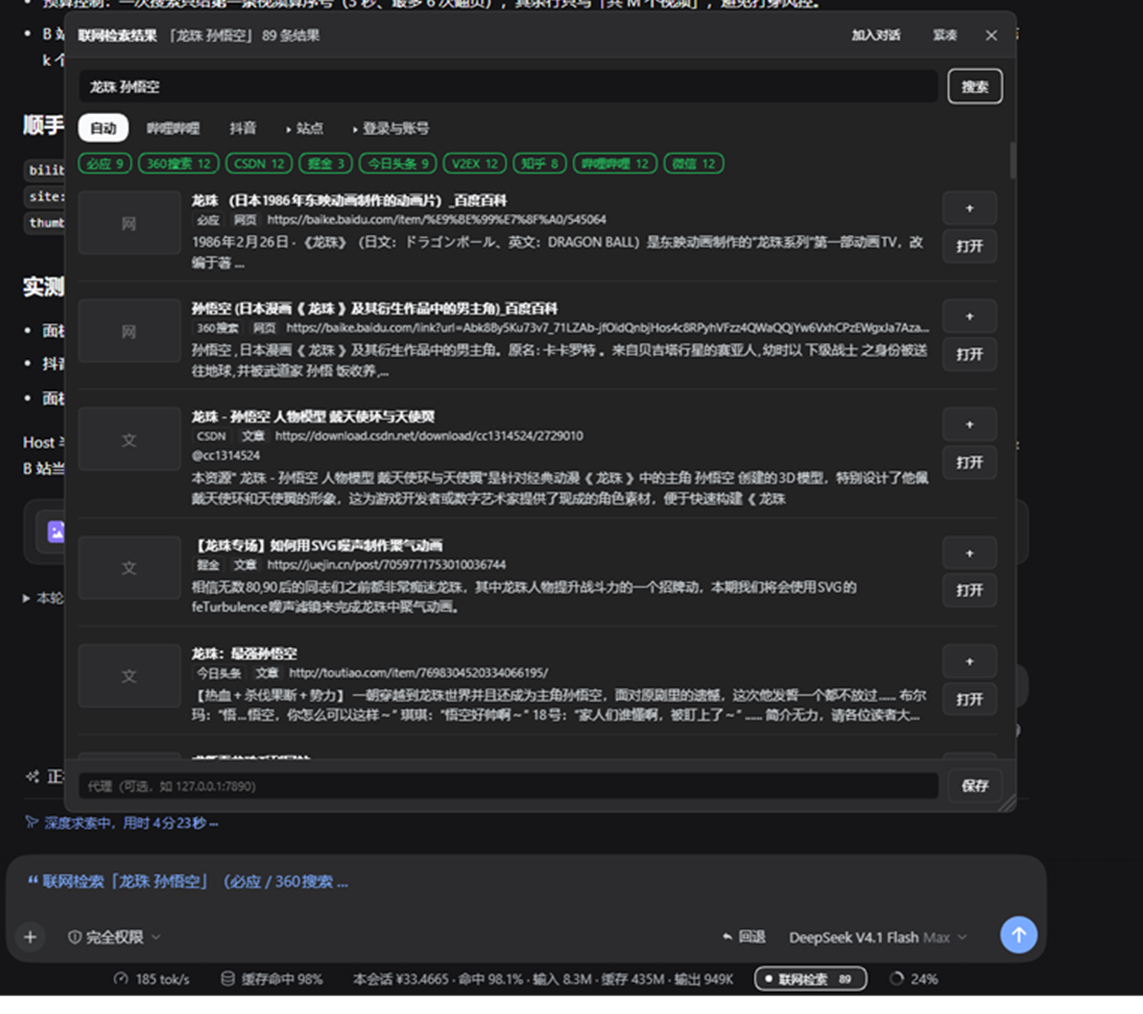 联网检索结果 「龙珠 孙悟空」 89 条结果 加入对话 紧凑 ×
B 站
k 个
龙珠 孙悟空 搜索
顺手
自动 哔哩哔哩 抖音 ▸ 站点 ▸ 登录与账号
必应 9 360搜索 12 CSDN 12 掘金 3 今日头条 9 V2EX 12 知乎 8 哔哩哔哩 12 微信 12
bilib
site:
thumb
网
龙珠 (日本1986年东映动画制作的动画片) _百度百科
必应 网页 https://baike.baidu.com/item/%E9%BE%99%E7%8F%A0/545064
1986年2月26日 · 《龙珠》 (日文: ドラゴンボール、英文: DRAGON BALL) 是东映动画制作的"龙珠系列"第一部动画TV, 改
编于著 ...
+
打开
实测
面板
抖音
面板
Host
B 站当
网
孙悟空 (日本漫画《 龙珠 》及其衍生作品中的男主角)_百度百科
360搜索 网页 https://baike.baidu.com/link?url=Abk8By5Ku73v7_71LZAb-jfOldQnbjHos4c8RPyhVFzz4QWaQQjYw6VxhCPzEWgxJa7Aza...
孙悟空 ,日本漫画《 龙珠 》及其衍生作品中的男主角。原名: 卡卡罗特 。来自贝吉塔行星的赛亚人,幼时以 下级战士 之身份被送
往地球,并被武道家 孙悟 饭收养,...
+
打开
文
龙珠 - 孙悟空 人物模型 戴天使环与天使翼
CSDN 文章 https://download.csdn.net/download/cc1314524/2729010
@cc1314524
本资源" 龙珠 - 孙悟空 人物模型 戴天使环与天使翼"是针对经典动漫《 龙珠 》中的主角 孙悟空 创建的3D模型，特别设计了他佩
戴天使环和天使翼的形象，这为游戏开发者或数字艺术家提供了现成的角色素材，便于快速构建《 龙珠
+
打开
文
【龙珠专场】如何用SVG噪声制作聚气动画
掘金 文章 https://juejin.cn/post/7059771753010036744
相信无数80,90后的同志们之前都非常痴迷龙珠，其中龙珠人物提升战斗力的一个招牌动，本期我们将会使用SVG的
feTurbulence噪声滤镜来完成龙珠中聚气动画。
+
打开
▸ 本轮
文
龙珠：最强孙悟空
今日头条 文章 http://toutiao.com/item/7698304520334066195/
【热血 + 杀伐果断 + 势力】 一朝穿越到龙珠世界并且还成为主角孙悟空，面对原剧里的遗憾，这次他发誓一个都不放过...... 布尔
玛：“悟...悟空，你怎么可以这样～” 琪琪：“悟空好帅啊～” 18号：“家人们谁懂啊，被盯上了～” ...... 简介无力，请各位读者大...
+
打开
代理 (可选，如 127.0.0.1:7890) 保存
深度求索中，用时 4分23秒 ···
“ 联网检索「龙珠 孙悟空」 (必应 / 360搜索 ...
+ 完全权限 回退 DeepSeek V4.1 Flash Max
185 tok/s 缓存命中 98% 本会话 ¥33.4665 · 命中 98.1% · 输入 8.3M · 缓存 435M · 输出 949K 联网检索 89 24%